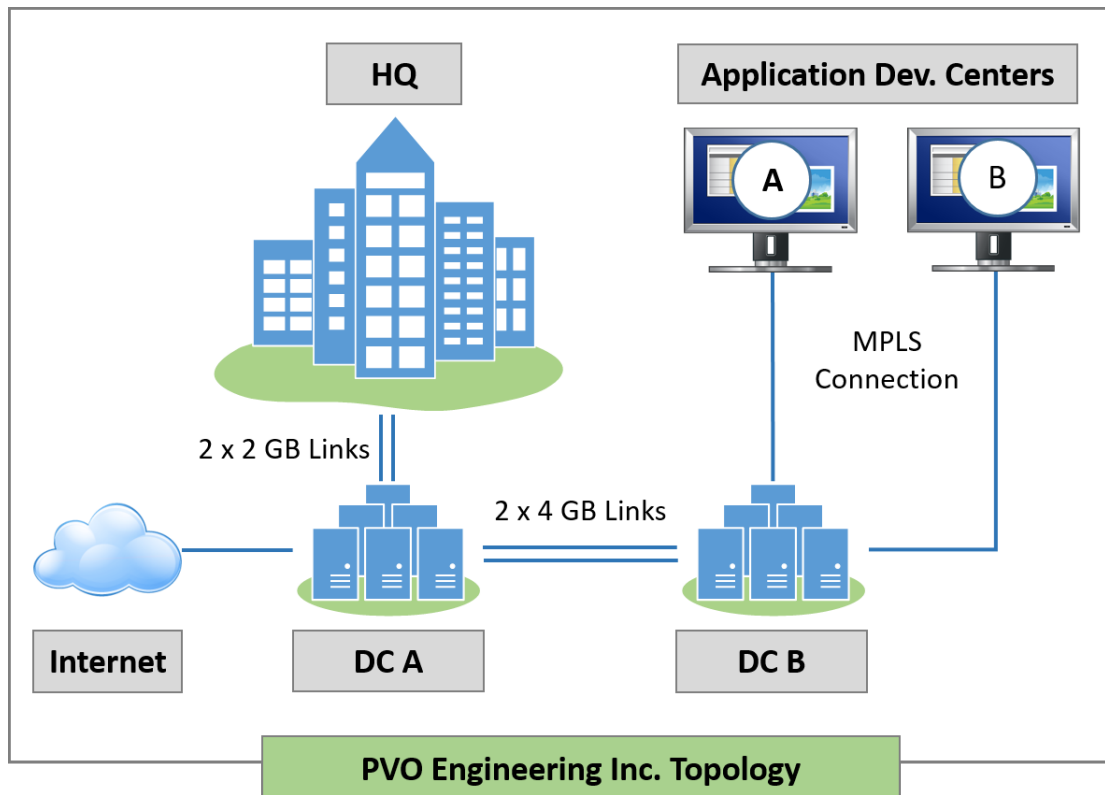 HQ
Application Dev. Centers
A
B
MPLS
Connection
2 x 2 GB Links
2 x 4 GB Links
Internet
DC A
DC B
PVO Engineering Inc. Topology